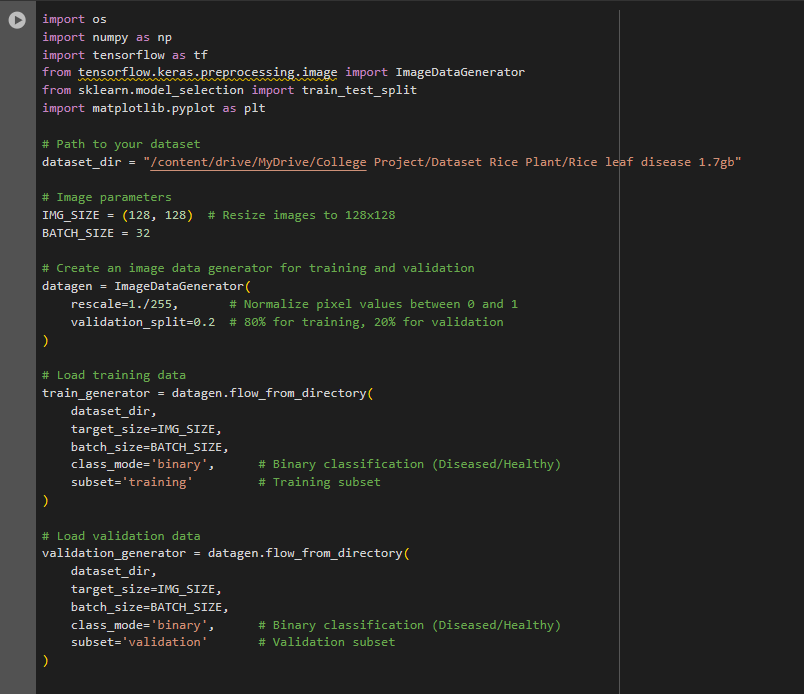 import os
import numpy as np
import tensorflow as tf
from tensorflow.keras.preprocessing.image import ImageDataGenerator
from sklearn.model_selection import train_test_split
import matplotlib.pyplot as plt

# Path to your dataset
dataset_dir = "/content/drive/MyDrive/College Project/Dataset Rice Plant/Rice leaf disease 1.7gb"

# Image parameters
IMG_SIZE = (128, 128)  # Resize images to 128x128
BATCH_SIZE = 32

# Create an image data generator for training and validation
datagen = ImageDataGenerator(
    rescale=1./255,       # Normalize pixel values between 0 and 1
    validation_split=0.2  # 80% for training, 20% for validation
)

# Load training data
train_generator = datagen.flow_from_directory(
    dataset_dir,
    target_size=IMG_SIZE,
    batch_size=BATCH_SIZE,
    class_mode='binary',      # Binary classification (Diseased/Healthy)
    subset='training'         # Training subset
)

# Load validation data
validation_generator = datagen.flow_from_directory(
    dataset_dir,
    target_size=IMG_SIZE,
    batch_size=BATCH_SIZE,
    class_mode='binary',      # Binary classification (Diseased/Healthy)
    subset='validation'       # Validation subset
)